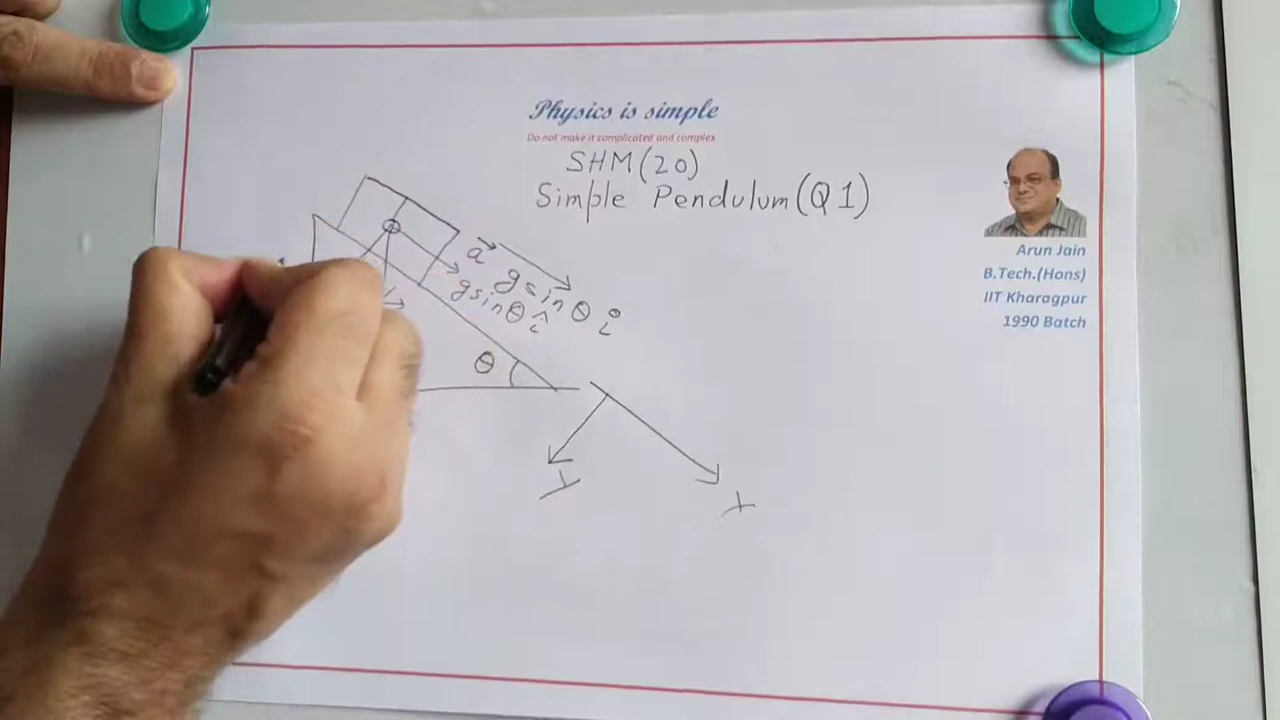 Physics is simple
Do not make it complicated and complex
SHM(20)
Simple Pendulum(Q1)
Arun Jain
B.Tech.(Hons)
IIT Kharagpur
1990 Batch
a
g sinθ i
g sinθ î
θ
y
x